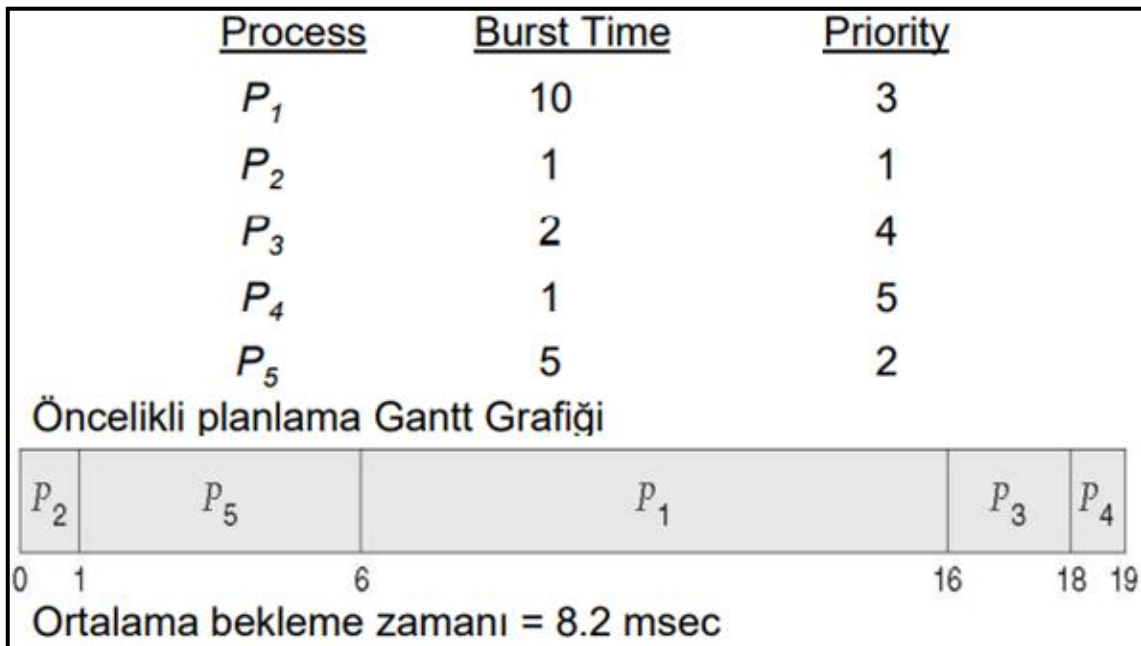 Process Burst Time Priority
P1 10 3
P2 1 1
P3 2 4
P4 1 5
P5 5 2
Öncelikli planlama Gantt Grafiği
P2 P5 P1 P3 P4
0 1 6 16 18 19
Ortalama bekleme zamanı = 8.2 msec